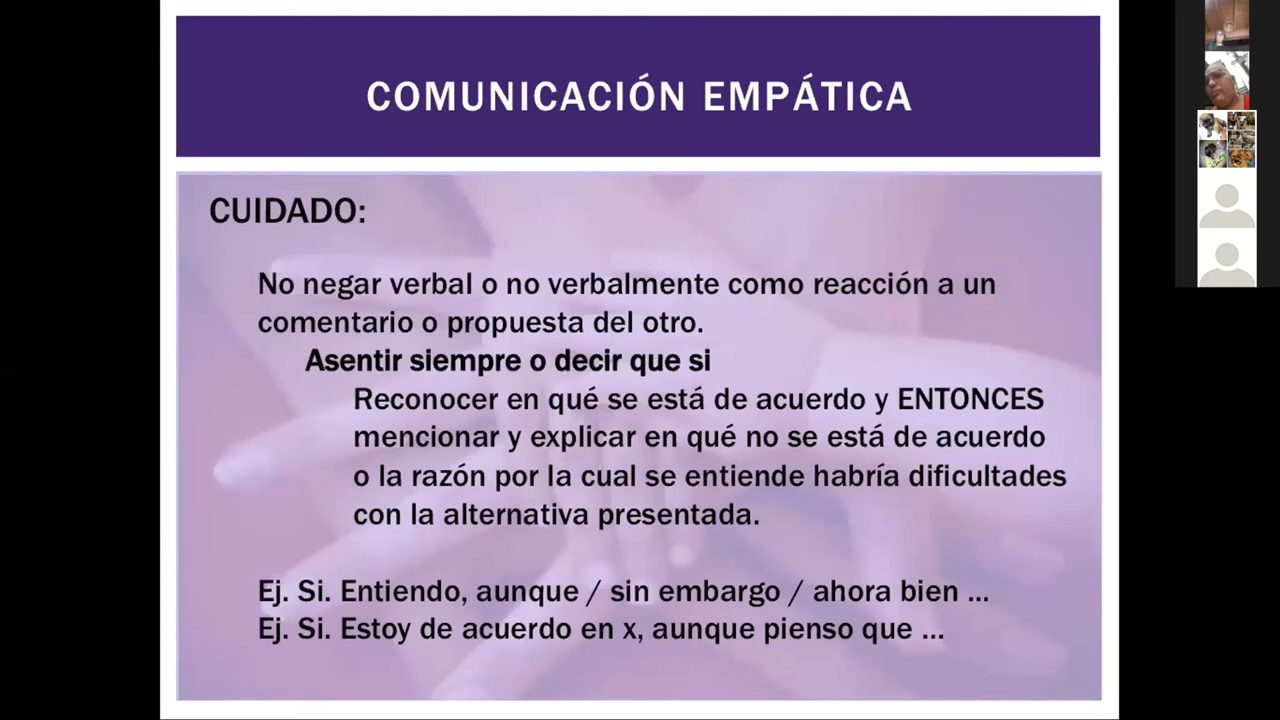 COMUNICACIÓN EMPÁTICA
CUIDADO:
No negar verbal o no verbalmente como reacción a un
comentario o propuesta del otro.
Asentir siempre o decir que si
Reconocer en qué se está de acuerdo y ENTONCES
mencionar y explicar en qué no se está de acuerdo
o la razón por la cual se entiende habría dificultades
con la alternativa presentada.
Ej. Si. Entiendo, aunque / sin embargo / ahora bien ...
Ej. Si. Estoy de acuerdo en x, aunque pienso que ...